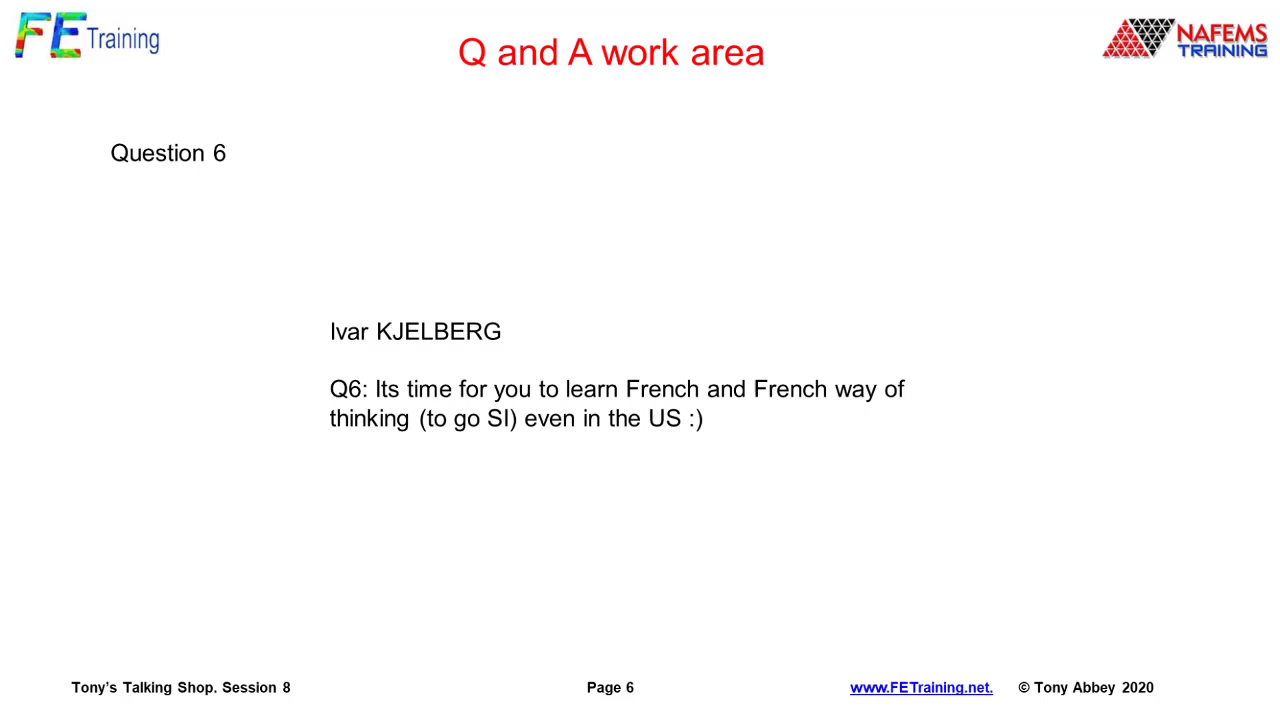 FE Training
Q and A work area
NAFEMS
TRAINING
Question 6
Ivar KJELBERG
Q6: Its time for you to learn French and French way of
thinking (to go SI) even in the US :)
Tony’s Talking Shop. Session 8
Page 6
www.FETraining.net.
© Tony Abbey 2020